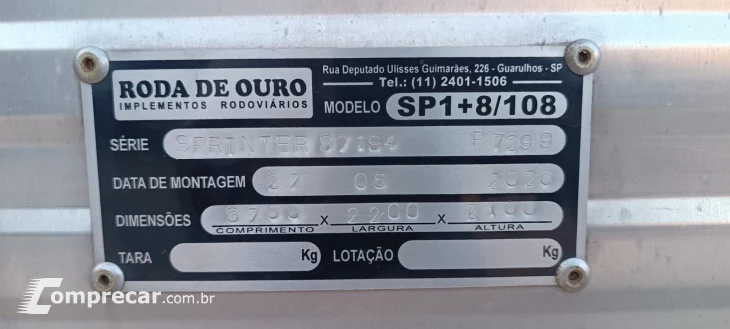 RODA DE OURO
IMPLEMENTOS RODOVIÁRIOS
Rua Deputado Ulisses Guimarães, 226 - Guarulhos - SP
Tel.: (11) 2401-1506
MODELO SP1+8/108
SÉRIE SPRINTER 37194 P 7299
DATA DE MONTAGEM 27 08 2020
DIMENSÕES x 2200 x
COMPRIMENTO LARGURA ALTURA
TARA Kg LOTAÇÃO Kg
Comprecar.com.br